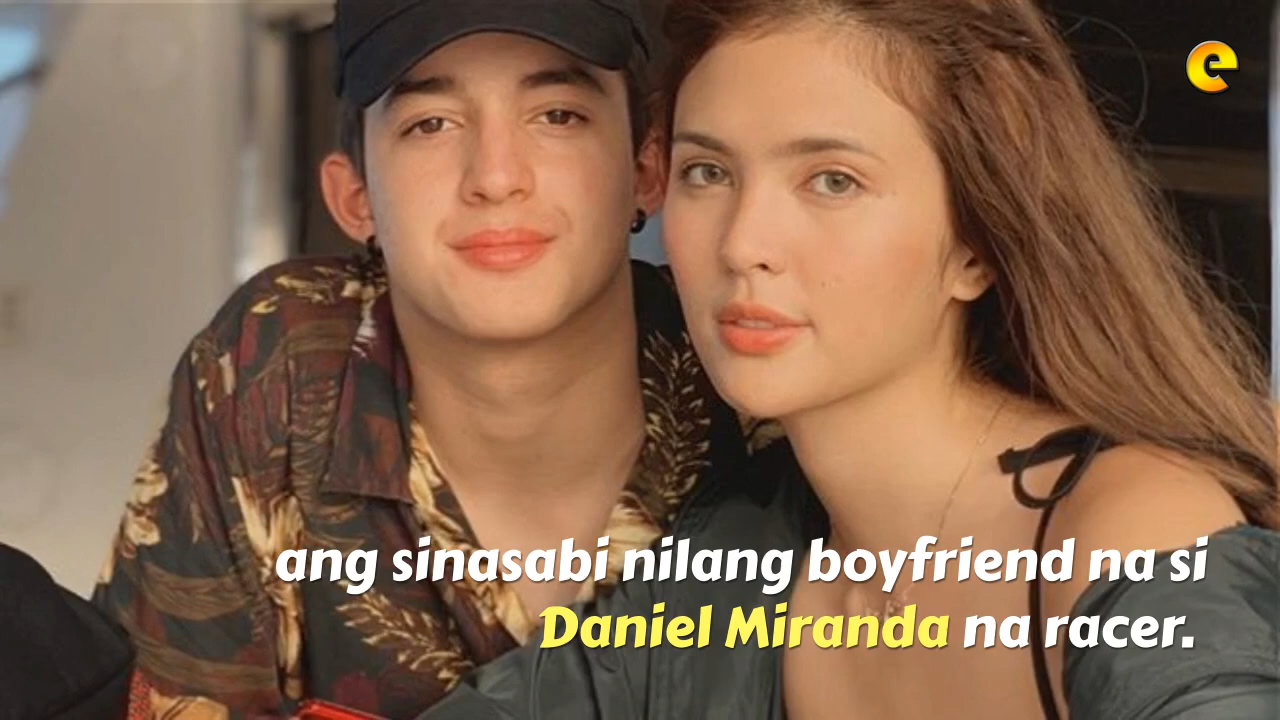 e
ang sinasabi nilang boyfriend na si
Daniel Miranda na racer.